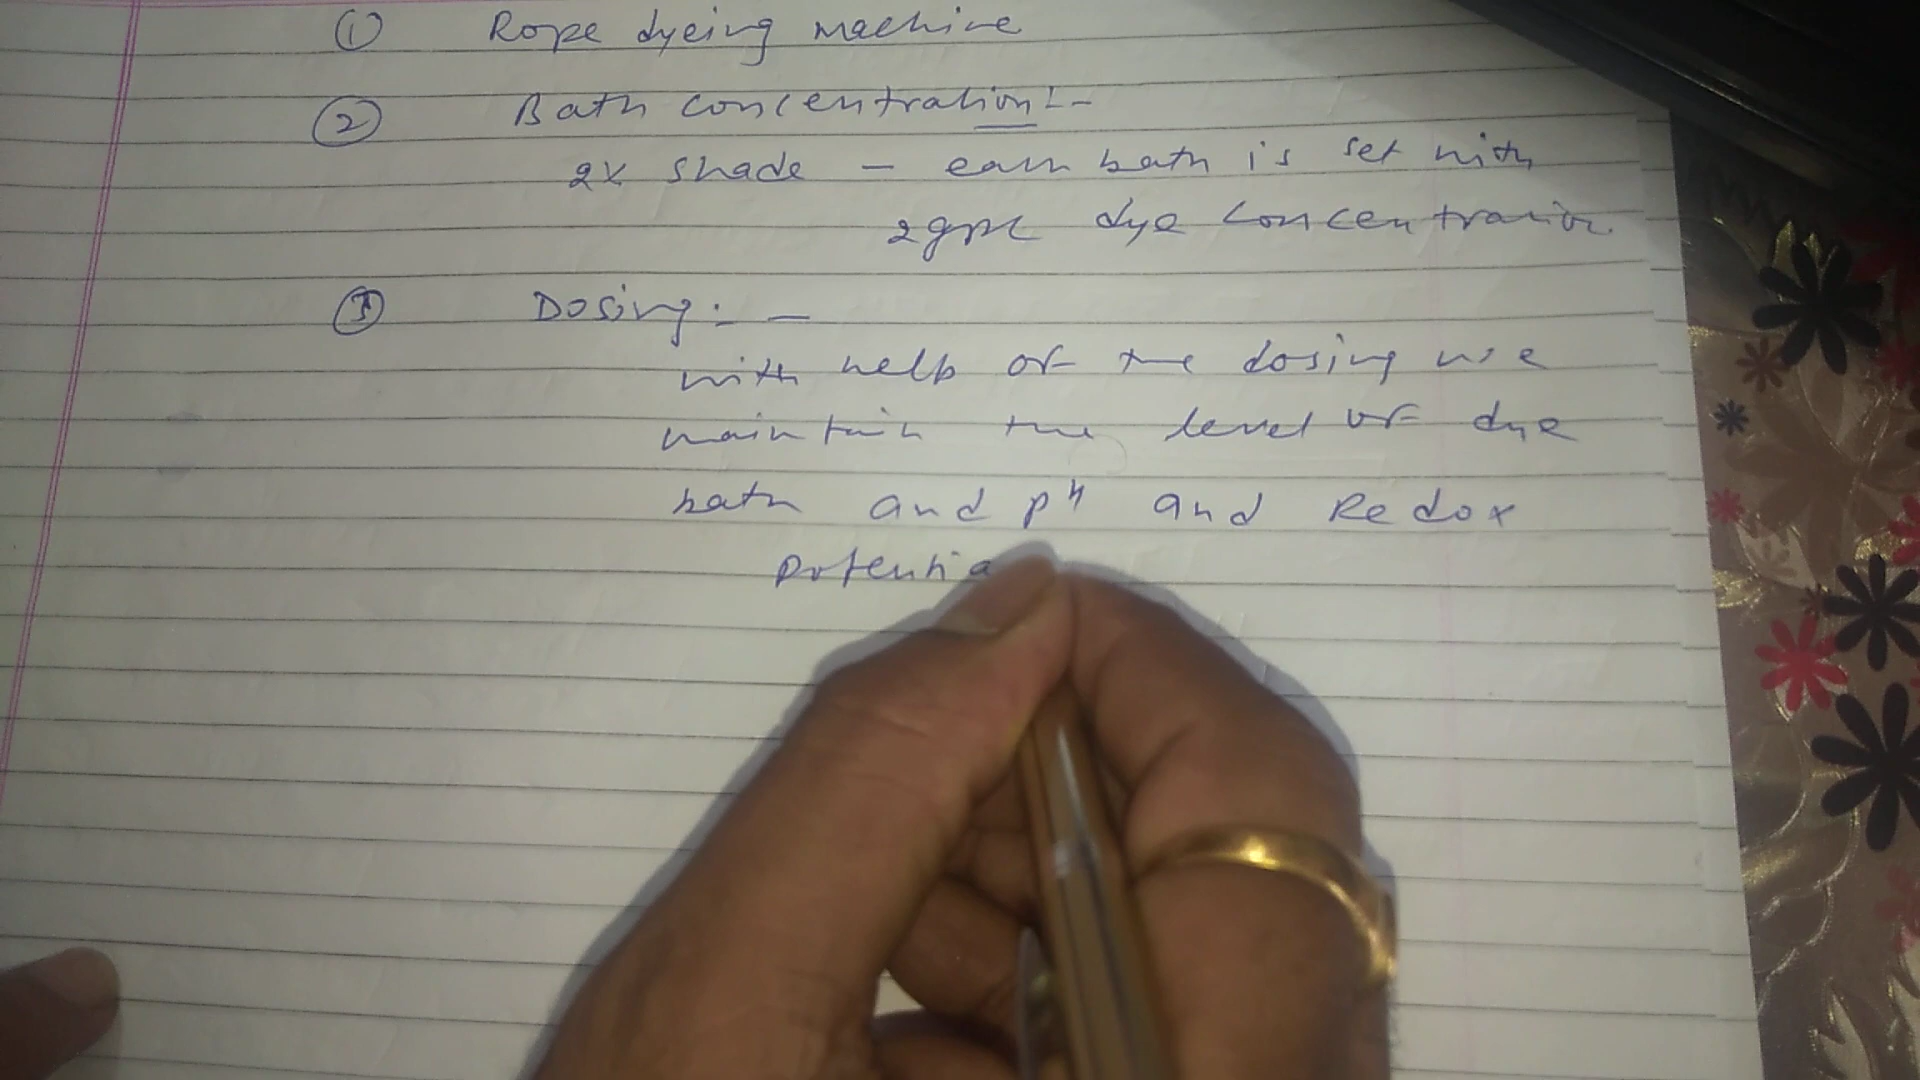 ① Rope dyeing machine
② Bath concentration:-
2X shade - each bath is set with
2gpl dye concentration.
③ Dosing:-
with help of the dosing we
maintain the level of dye
bath and pH and Redox
Potentia